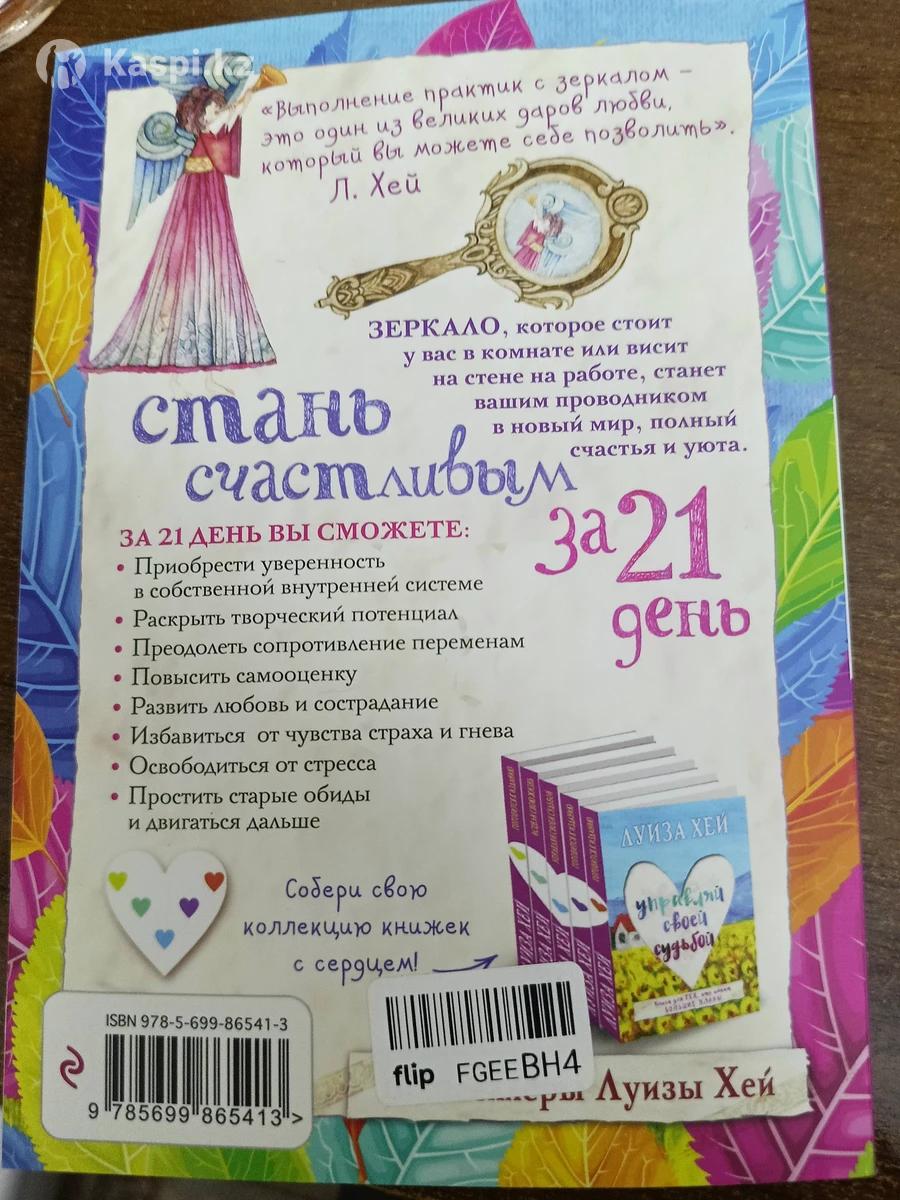 Kaspi.kz
«Выполнение практик с зеркалом –
это один из великих даров любви,
который вы можете себе позволить».
Л. Хей
ЗЕРКАЛО, которое стоит
у вас в комнате или висит
на стене на работе, станет
вашим проводником
в новый мир, полный
счастья и уюта.
стань
счастливым
за 21
день
ЗА 21 ДЕНЬ ВЫ СМОЖЕТЕ:
• Приобрести уверенность
в собственной внутренней системе
• Раскрыть творческий потенциал
• Преодолеть сопротивление переменам
• Повысить самооценку
• Развить любовь и сострадание
• Избавиться от чувства страха и гнева
• Освободиться от стресса
• Простить старые обиды
и двигаться дальше
Собери свою
коллекцию книжек
с сердцем!
ЛУИЗА ХЕЙ
управляй
своей
судьбой
ЛУИЗА ХЕЙ
ISBN 978-5-699-86541-3
9 785699 865413 >
flip FGEEBH4
Луизы Хей